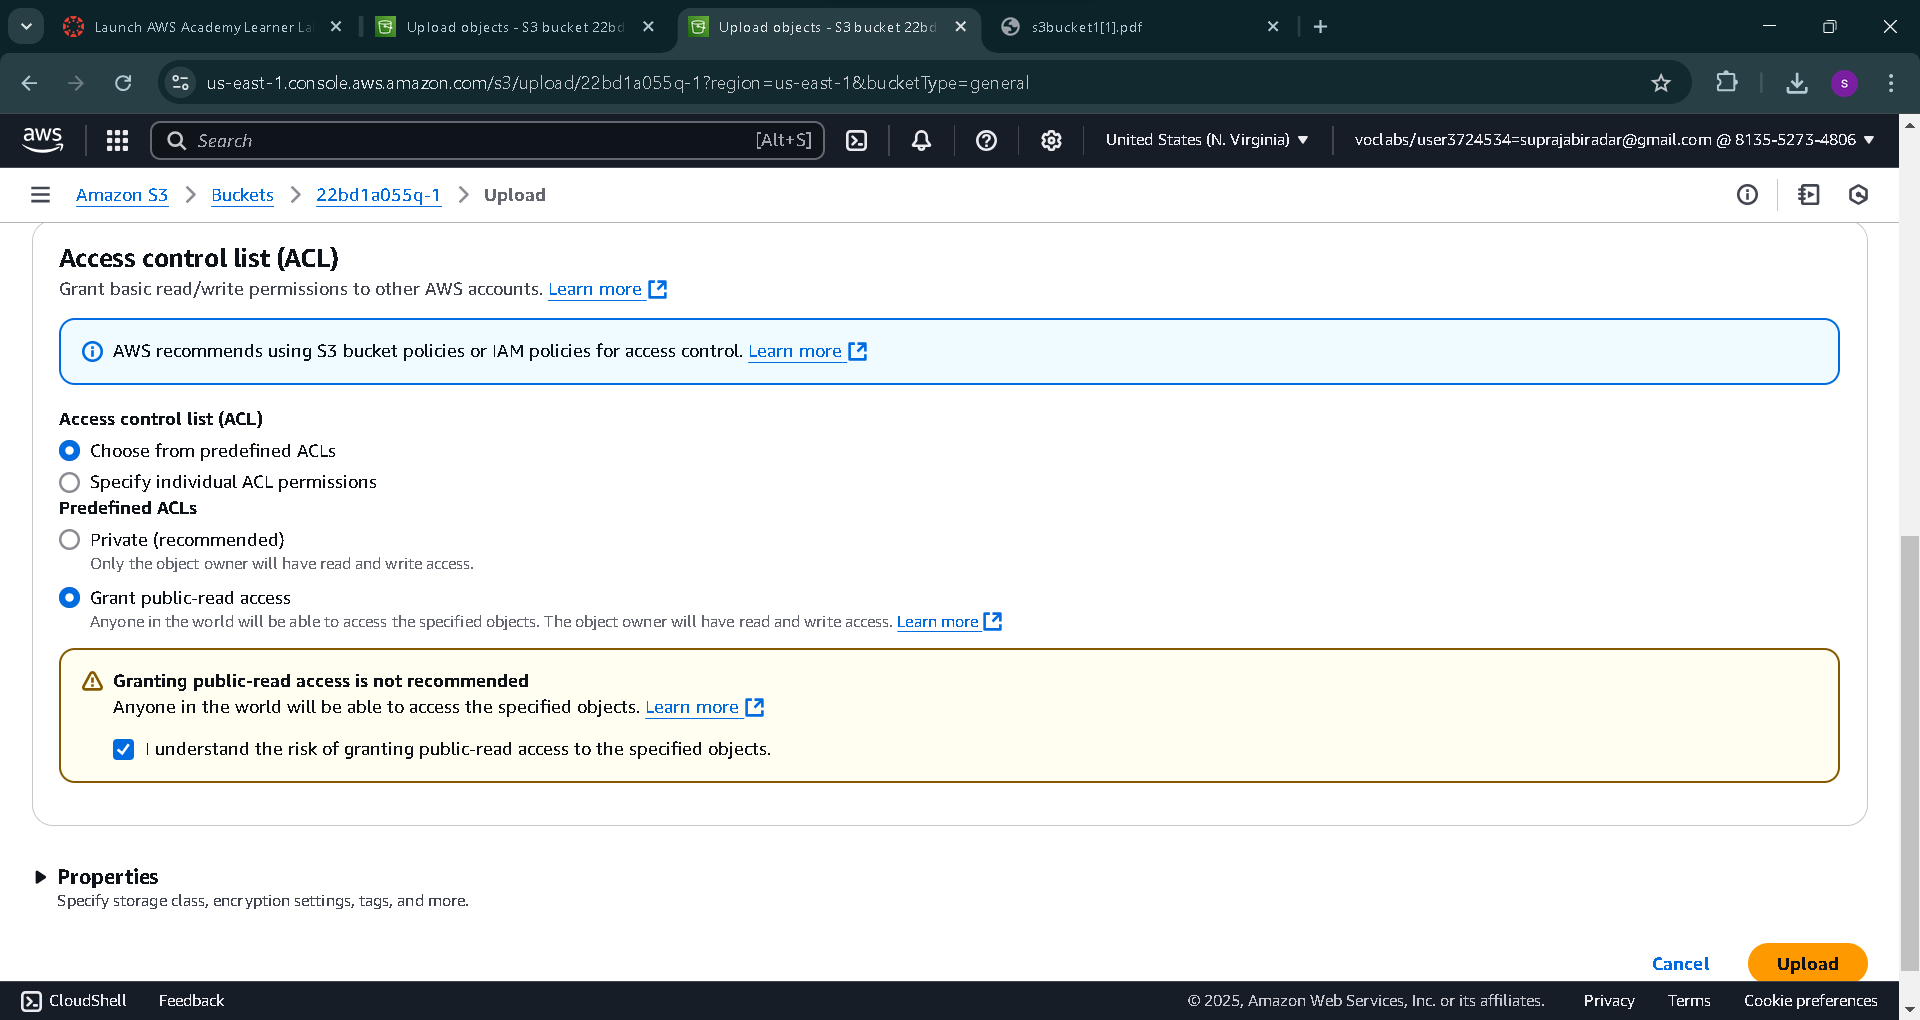 Launch AWS Academy Learner La
Upload objects - S3 bucket 22bd
Upload objects - S3 bucket 22bd
s3bucket1[1].pdf
us-east-1.console.aws.amazon.com/s3/upload/22bd1a055q-1?region=us-east-1&bucketType=general
s
aws
Search
[Alt+S]
United States (N. Virginia)
voclabs/user3724534=suprajabiradar@gmail.com @ 8135-5273-4806
Amazon S3
Buckets
22bd1a055q-1
Upload
Access control list (ACL)
Grant basic read/write permissions to other AWS accounts. Learn more
AWS recommends using S3 bucket policies or IAM policies for access control. Learn more
Access control list (ACL)
Choose from predefined ACLs
Specify individual ACL permissions
Predefined ACLs
Private (recommended)
Only the object owner will have read and write access.
Grant public-read access
Anyone in the world will be able to access the specified objects. The object owner will have read and write access. Learn more
Granting public-read access is not recommended
Anyone in the world will be able to access the specified objects. Learn more
I understand the risk of granting public-read access to the specified objects.
Properties
Specify storage class, encryption settings, tags, and more.
Cancel
Upload
CloudShell
Feedback
© 2025, Amazon Web Services, Inc. or its affiliates.
Privacy
Terms
Cookie preferences